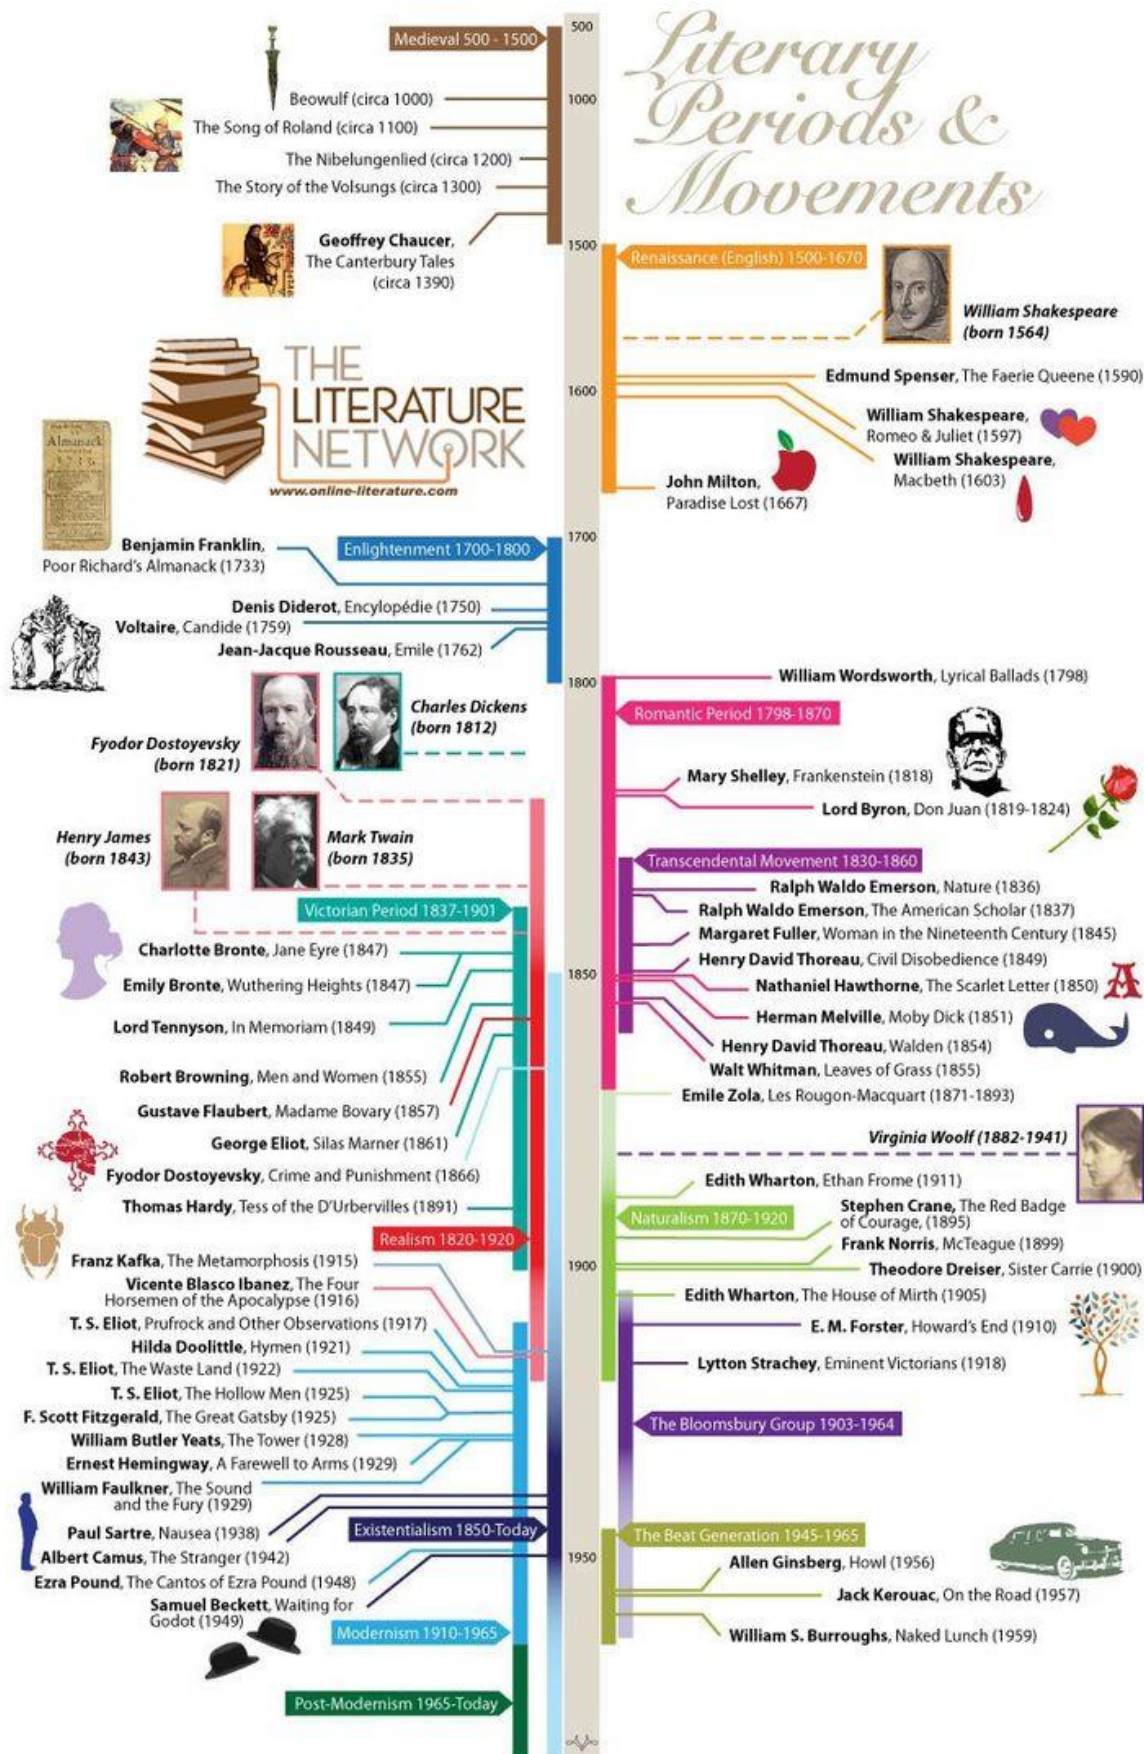 Literary
Periods &
Movements
500
Medieval 500 - 1500
Beowulf (circa 1000)
1000
The Song of Roland (circa 1100)
The Nibelungenlied (circa 1200)
The Story of the Volsungs (circa 1300)
Geoffrey Chaucer,
The Canterbury Tales
(circa 1390)
1500
Renaissance (English) 1500-1670
William Shakespeare
(born 1564)
Edmund Spenser, The Faerie Queene (1590)
1600
William Shakespeare,
Romeo & Juliet (1597)
William Shakespeare,
Macbeth (1603)
John Milton,
Paradise Lost (1667)
THE
LITERATURE
NETWORK
www.online-literature.com
Almanack
1700
Enlightenment 1700-1800
Benjamin Franklin,
Poor Richard's Almanack (1733)
Denis Diderot, Encylopédie (1750)
Voltaire, Candide (1759)
Jean-Jacque Rousseau, Emile (1762)
1800
William Wordsworth, Lyrical Ballads (1798)
Romantic Period 1798-1870
Charles Dickens
(born 1812)
Fyodor Dostoyevsky
(born 1821)
Mary Shelley, Frankenstein (1818)
Lord Byron, Don Juan (1819-1824)
Henry James
(born 1843)
Mark Twain
(born 1835)
Transcendental Movement 1830-1860
Ralph Waldo Emerson, Nature (1836)
Ralph Waldo Emerson, The American Scholar (1837)
Margaret Fuller, Woman in the Nineteenth Century (1845)
Henry David Thoreau, Civil Disobedience (1849)
Nathaniel Hawthorne, The Scarlet Letter (1850)
A
Herman Melville, Moby Dick (1851)
Henry David Thoreau, Walden (1854)
Walt Whitman, Leaves of Grass (1855)
Victorian Period 1837-1901
Charlotte Bronte, Jane Eyre (1847)
1850
Emily Bronte, Wuthering Heights (1847)
Lord Tennyson, In Memoriam (1849)
Robert Browning, Men and Women (1855)
Gustave Flaubert, Madame Bovary (1857)
George Eliot, Silas Marner (1861)
Fyodor Dostoyevsky, Crime and Punishment (1866)
Thomas Hardy, Tess of the D'Urbervilles (1891)
Realism 1820-1920
Emile Zola, Les Rougon-Macquart (1871-1893)
Virginia Woolf (1882-1941)
Edith Wharton, Ethan Frome (1911)
Naturalism 1870-1920
Stephen Crane, The Red Badge
of Courage, (1895)
Frank Norris, McTeague (1899)
1900
Theodore Dreiser, Sister Carrie (1900)
Edith Wharton, The House of Mirth (1905)
E. M. Forster, Howard's End (1910)
Lytton Strachey, Eminent Victorians (1918)
The Bloomsbury Group 1903-1964
Franz Kafka, The Metamorphosis (1915)
Vicente Blasco Ibanez, The Four
Horsemen of the Apocalypse (1916)
T. S. Eliot, Prufrock and Other Observations (1917)
Hilda Doolittle, Hymen (1921)
T. S. Eliot, The Waste Land (1922)
T. S. Eliot, The Hollow Men (1925)
F. Scott Fitzgerald, The Great Gatsby (1925)
William Butler Yeats, The Tower (1928)
Ernest Hemingway, A Farewell to Arms (1929)
William Faulkner, The Sound
and the Fury (1929)
Paul Sartre, Nausea (1938)
Existentialism 1850-Today
Albert Camus, The Stranger (1942)
Ezra Pound, The Cantos of Ezra Pound (1948)
Samuel Beckett, Waiting for
Godot (1949)
Modernism 1910-1965
The Beat Generation 1945-1965
1950
Allen Ginsberg, Howl (1956)
Jack Kerouac, On the Road (1957)
William S. Burroughs, Naked Lunch (1959)
Post-Modernism 1965-Today